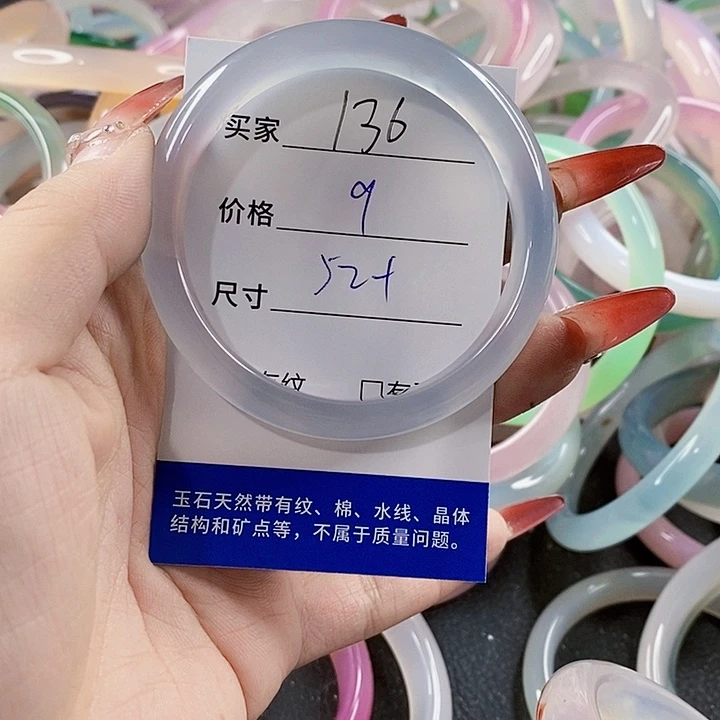 买家 136
价格 9
尺寸 52+
纹
玉石天然带有纹、棉、水线、晶体
结构和矿点等，不属于质量问题。